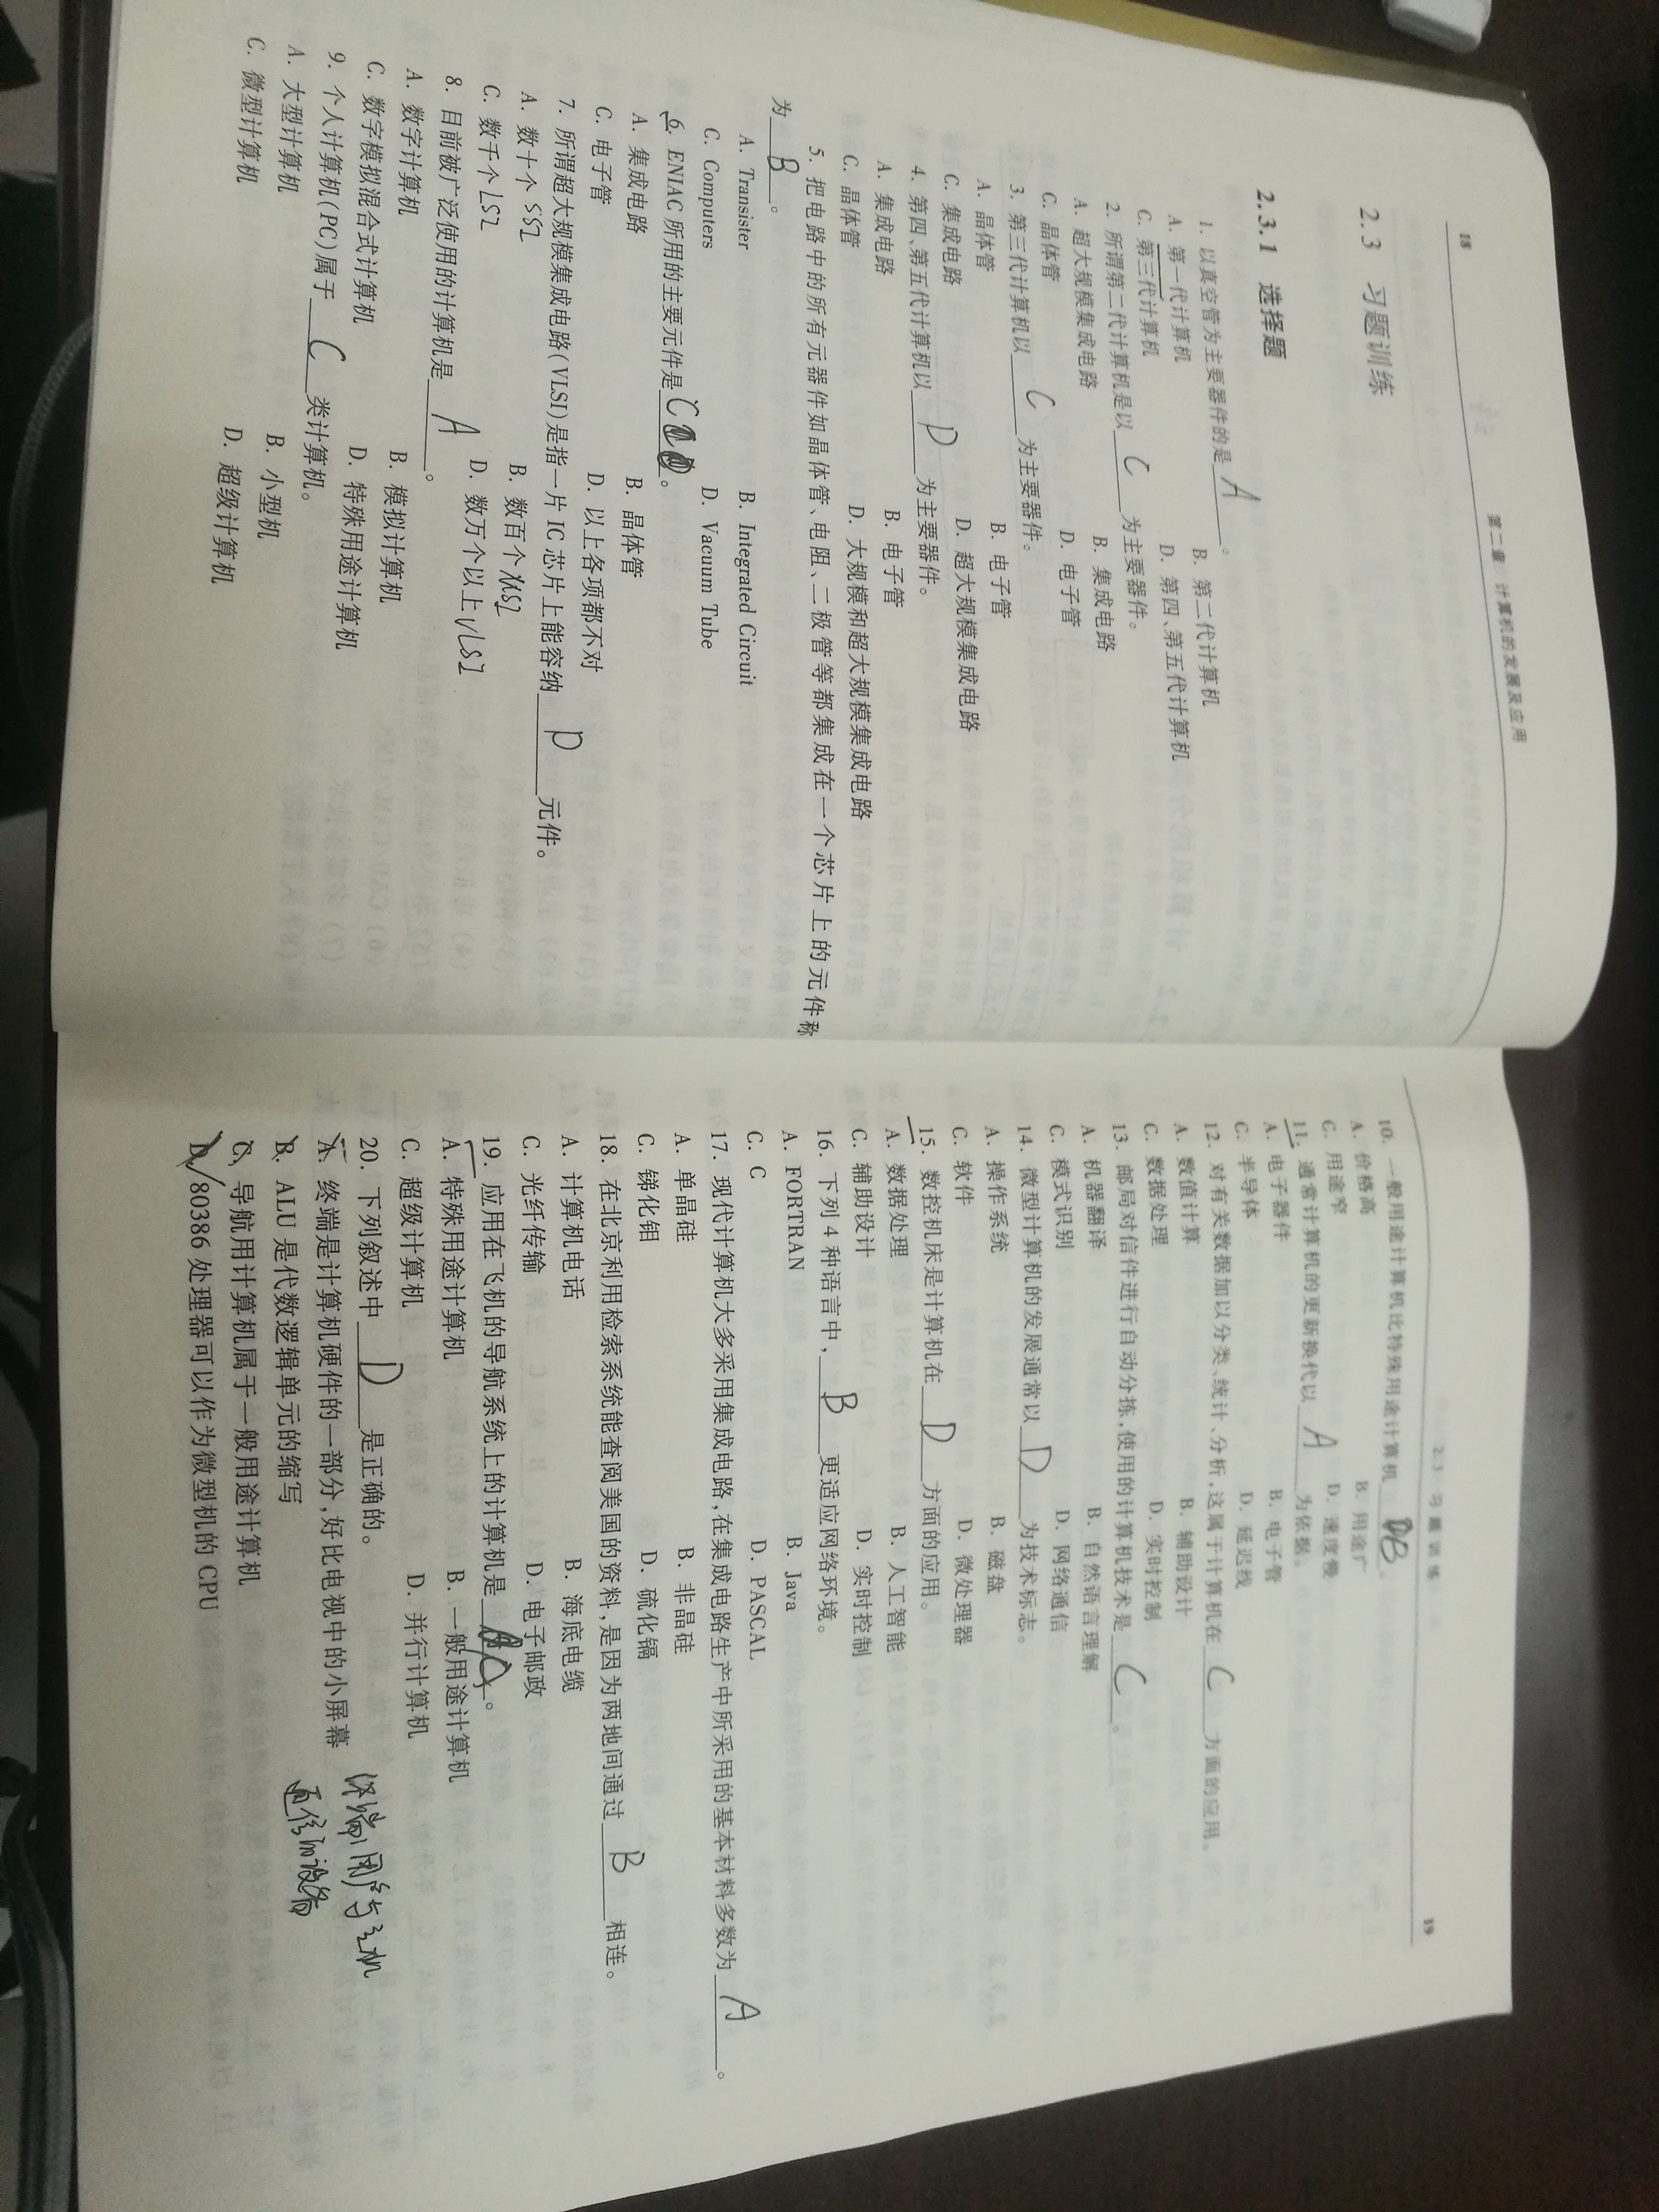 18
第二章 计算机的发展及应用
2.3 习题训练
2.3.1 选择题
1. 以真空管为主要器件的是 A 。
A. 第一代计算机 B. 第二代计算机
C. 第三代计算机 D. 第四、第五代计算机
2. 所谓第二代计算机是以 C 为主要器件。
A. 超大规模集成电路 B. 集成电路
C. 晶体管 D. 电子管
3. 第三代计算机以 C 为主要器件。
A. 晶体管 B. 电子管
C. 集成电路 D. 超大规模集成电路
4. 第四、第五代计算机以 D 为主要器件。
A. 集成电路 B. 电子管
C. 晶体管 D. 大规模和超大规模集成电路
5. 把电路中的所有元器件如晶体管、电阻、二极管等都集成在一个芯片上的元件称
为 B 。
A. Transister B. Integrated Circuit
C. Computers D. Vacuum Tube
6. ENIAC 所用的主要元件是 C 。
A. 集成电路 B. 晶体管
C. 电子管 D. 以上各项都不对
7. 所谓超大规模集成电路(VLSI)是指一片 IC 芯片上能容纳 D 元件。
A. 数十个 SSI B. 数百个 MSI
C. 数千个 LSI D. 数万个以上 VLSI
8. 目前被广泛使用的计算机是 A 。
A. 数字计算机 B. 模拟计算机
C. 数字模拟混合式计算机 D. 特殊用途计算机
9. 个人计算机(PC)属于 C 类计算机。
A. 大型计算机 B. 小型机
C. 微型计算机 D. 超级计算机
2.3 习题训练
19
10. 一般用途计算机比特殊用途计算机 B 。
A. 价格高 B. 用途广
C. 用途窄 D. 速度慢
11. 通常计算机的更新换代以 A 为依据。
A. 电子器件 B. 电子管
C. 半导体 D. 延迟线
12. 对有关数据加以分类、统计、分析,这属于计算机在 C 方面的应用。
A. 数值计算 B. 辅助设计
C. 数据处理 D. 实时控制
13. 邮局对信件进行自动分拣,使用的计算机技术是 C 。
A. 机器翻译 B. 自然语言理解
C. 模式识别 D. 网络通信
14. 微型计算机的发展通常以 D 为技术标志。
A. 操作系统 B. 磁盘
C. 软件 D. 微处理器
15. 数控机床是计算机在 D 方面的应用。
A. 数据处理 B. 人工智能
C. 辅助设计 D. 实时控制
16. 下列 4 种语言中, B 更适应网络环境。
A. FORTRAN B. Java
C. C D. PASCAL
17. 现代计算机大多采用集成电路,在集成电路生产中所采用的基本材料多数为 A 。
A. 单晶硅 B. 非晶硅
C. 锑化钼 D. 硫化镉
18. 在北京利用检索系统能查阅美国的资料,是因为两地间通过 B 相连。
A. 计算机电话 B. 海底电缆
C. 光纤传输 D. 电子邮政
19. 应用在飞机的导航系统上的计算机是 。
A. 特殊用途计算机 B. 一般用途计算机
C. 超级计算机 D. 并行计算机
20. 下列叙述中 D 是正确的。
A. 终端是计算机硬件的一部分,好比电视中的小屏幕
B. ALU 是代数逻辑单元的缩写
C. 导航用计算机属于一般用途计算机
D. 80386 处理器可以作为微型机的 CPU
终端:用户与主机
通信的设备